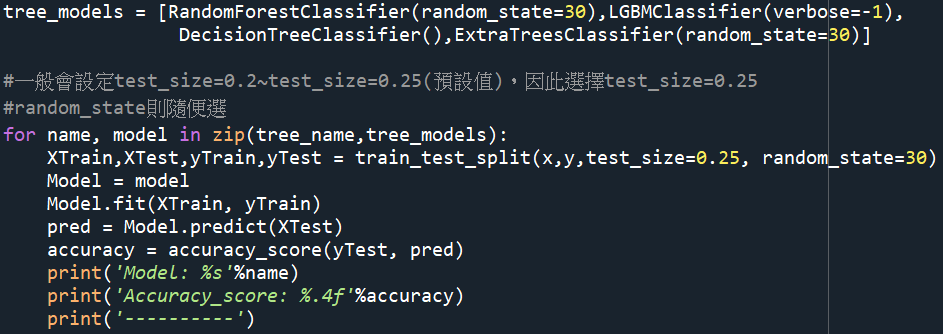 tree_models = [RandomForestClassifier(random_state=30),LGBMClassifier(verbose=-1),
               DecisionTreeClassifier(),ExtraTreesClassifier(random_state=30)]

#一般會設定test_size=0.2~test_size=0.25(預設值)，因此選擇test_size=0.25
#random_state則隨便選
for name, model in zip(tree_name,tree_models):
    XTrain,XTest,yTrain,yTest = train_test_split(x,y,test_size=0.25, random_state=30)
    Model = model
    Model.fit(XTrain, yTrain)
    pred = Model.predict(XTest)
    accuracy = accuracy_score(yTest, pred)
    print('Model: %s'%name)
    print('Accuracy_score: %.4f'%accuracy)
    print('----------')